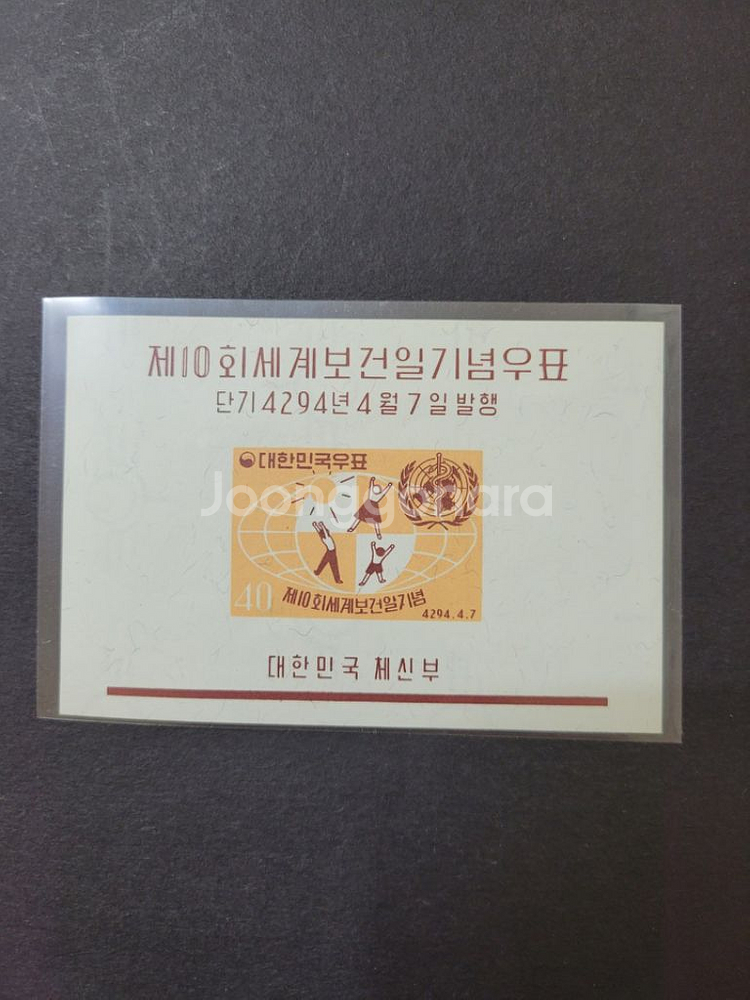 제10회세계보건일기념우표
단기4294년4월7일발행
대한민국우표
Joonggonara
40
제10회세계보건일기념
4294.4.7
대한민국 체신부